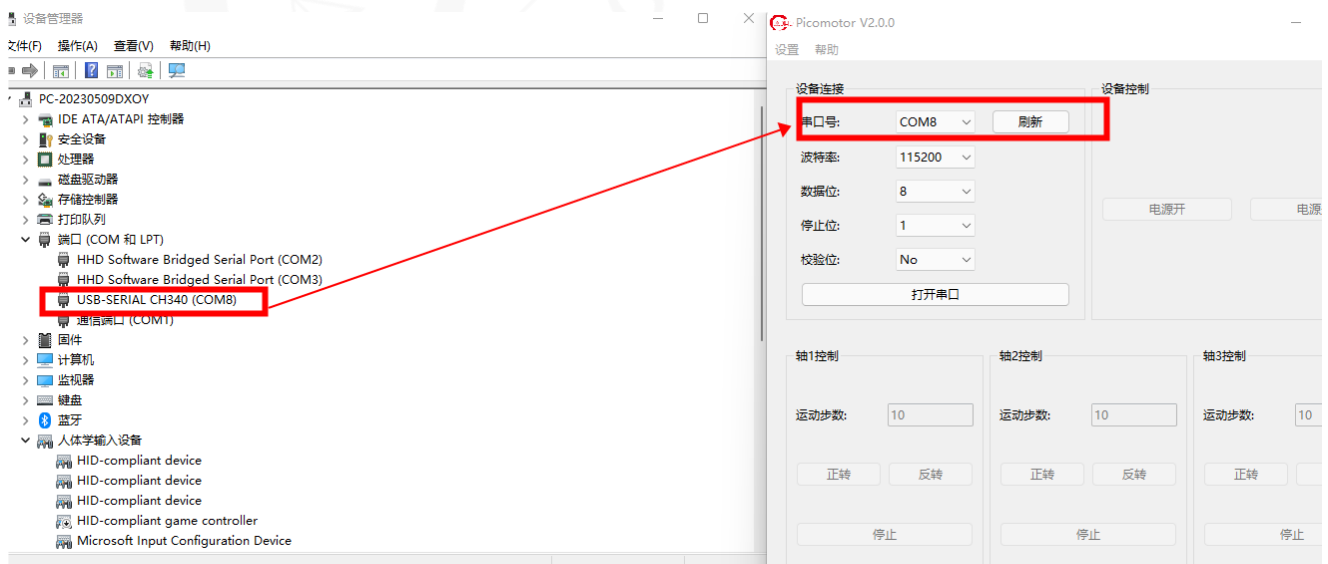 设备管理器
文件(F) 操作(A) 查看(V) 帮助(H)
PC-20230509DXOY
IDE ATA/ATAPI 控制器
安全设备
处理器
磁盘驱动器
存储控制器
打印队列
端口 (COM 和 LPT)
HHD Software Bridged Serial Port (COM2)
HHD Software Bridged Serial Port (COM3)
USB-SERIAL CH340 (COM8)
通信端口 (COM1)
固件
计算机
监视器
键盘
蓝牙
人体学输入设备
HID-compliant device
HID-compliant device
HID-compliant device
HID-compliant game controller
Microsoft Input Configuration Device
Picomotor V2.0.0
设置 帮助
设备连接
串口号: COM8 刷新
波特率: 115200
数据位: 8
停止位: 1
校验位: No
打开串口
设备控制
电源开 电源
轴1控制
运动步数: 10
正转 反转
停止
轴2控制
运动步数: 10
正转 反转
停止
轴3控制
运动步数: 10
正转
停止